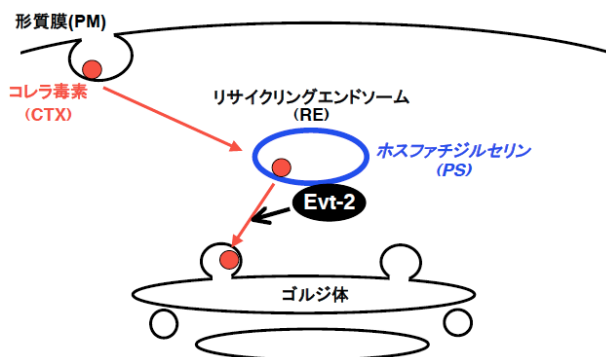 形質膜(PM)
コレラ毒素
(CTX)
リサイクリングエンドソーム
(RE)
ホスファチジルセリン
(PS)
Evt-2
ゴルジ体